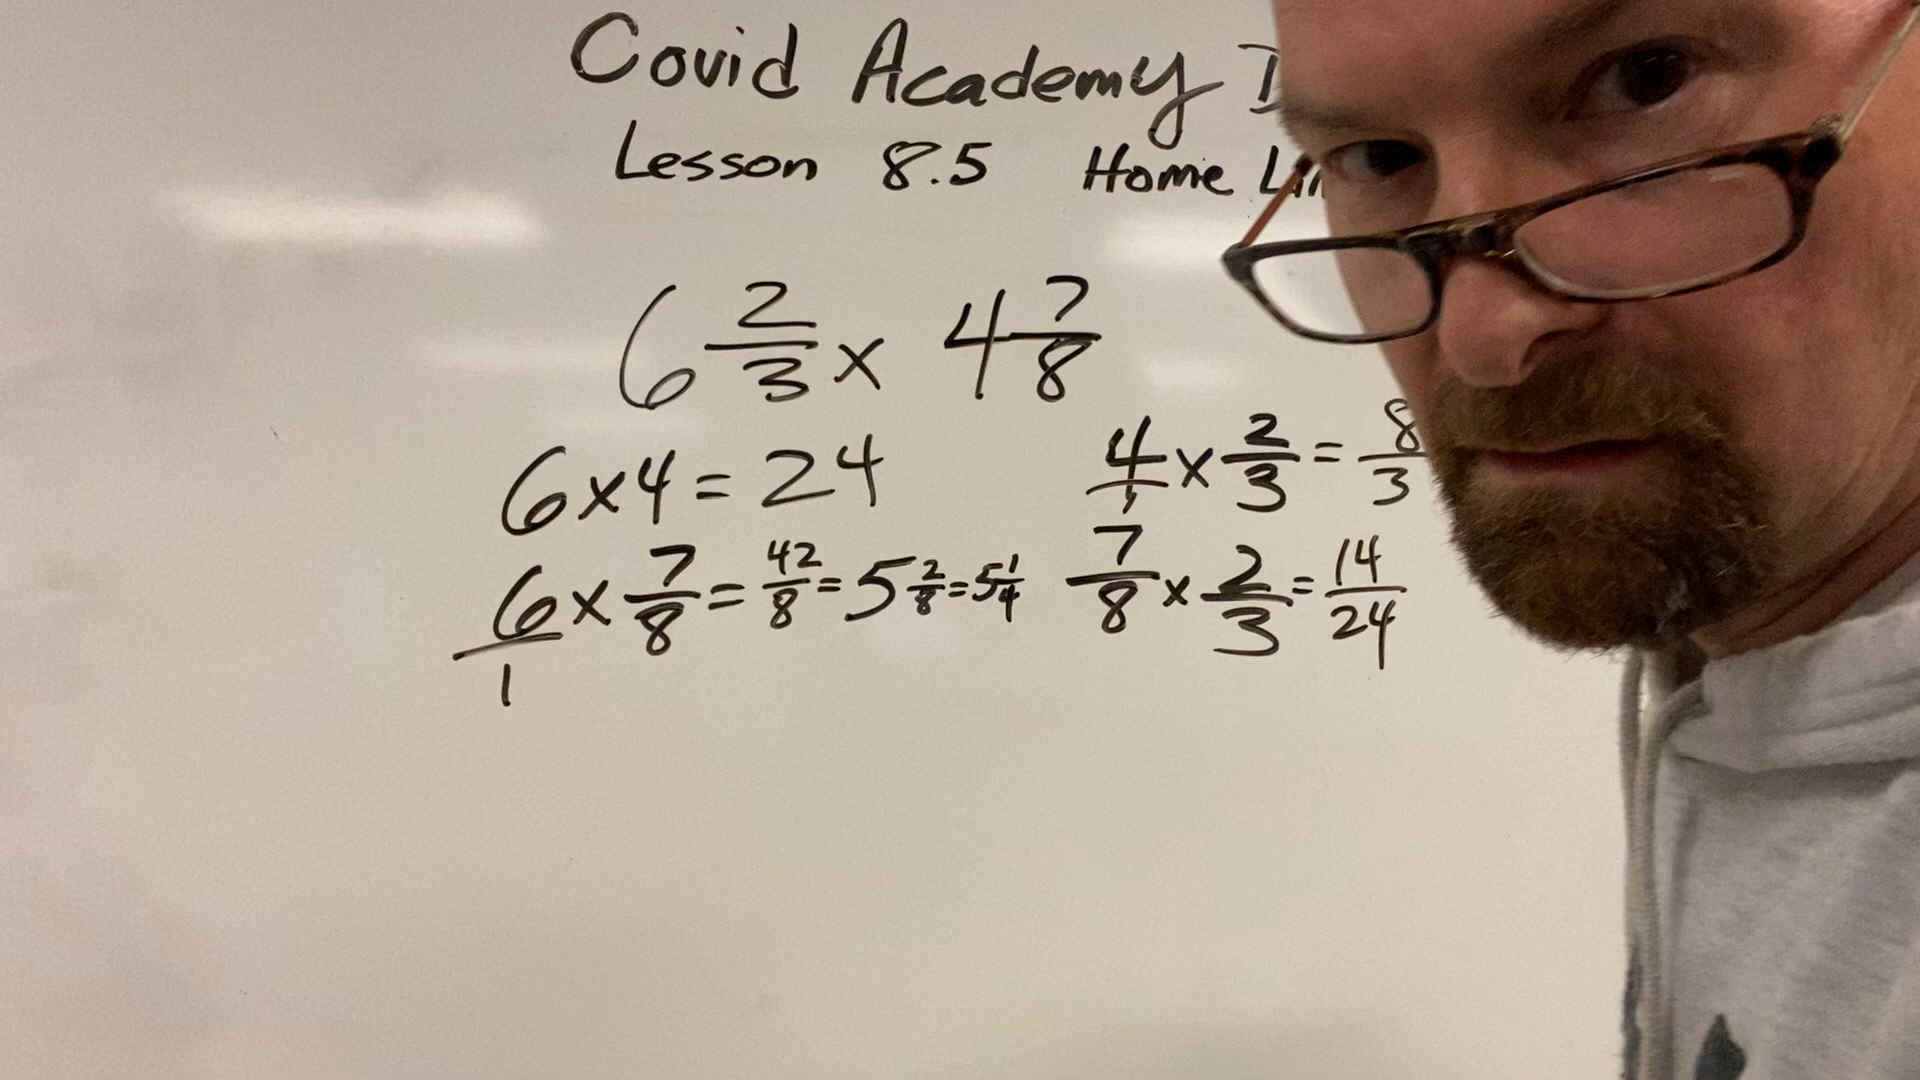 Covid Academy
Lesson 8.5 Home
6 2/3 x 4 7/8
6 x 4 = 24
4/1 x 2/3 = 8/3
6/1 x 7/8 = 42/8 = 5 2/8 = 5 1/4
7/8 x 2/3 = 14/24